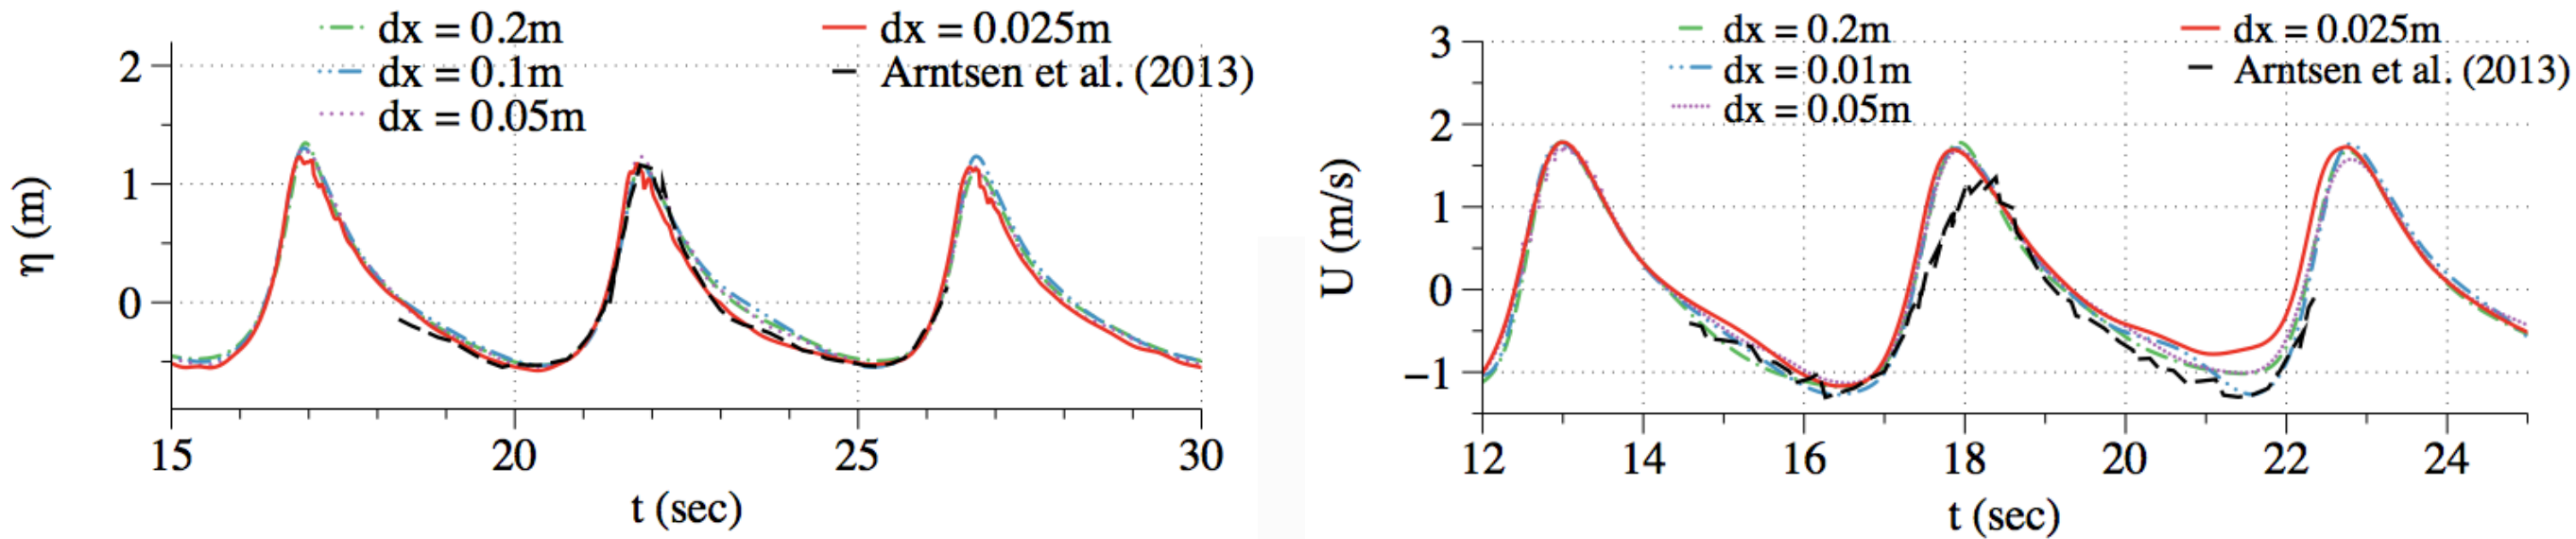 dx = 0.2m
dx = 0.1m
dx = 0.05m
dx = 0.025m
Arntsen et al. (2013)
2
1
0
η (m)
15 20 25 30
t (sec)
dx = 0.2m
dx = 0.01m
dx = 0.05m
dx = 0.025m
Arntsen et al. (2013)
3
2
1
0
−1
U (m/s)
12 14 16 18 20 22 24
t (sec)